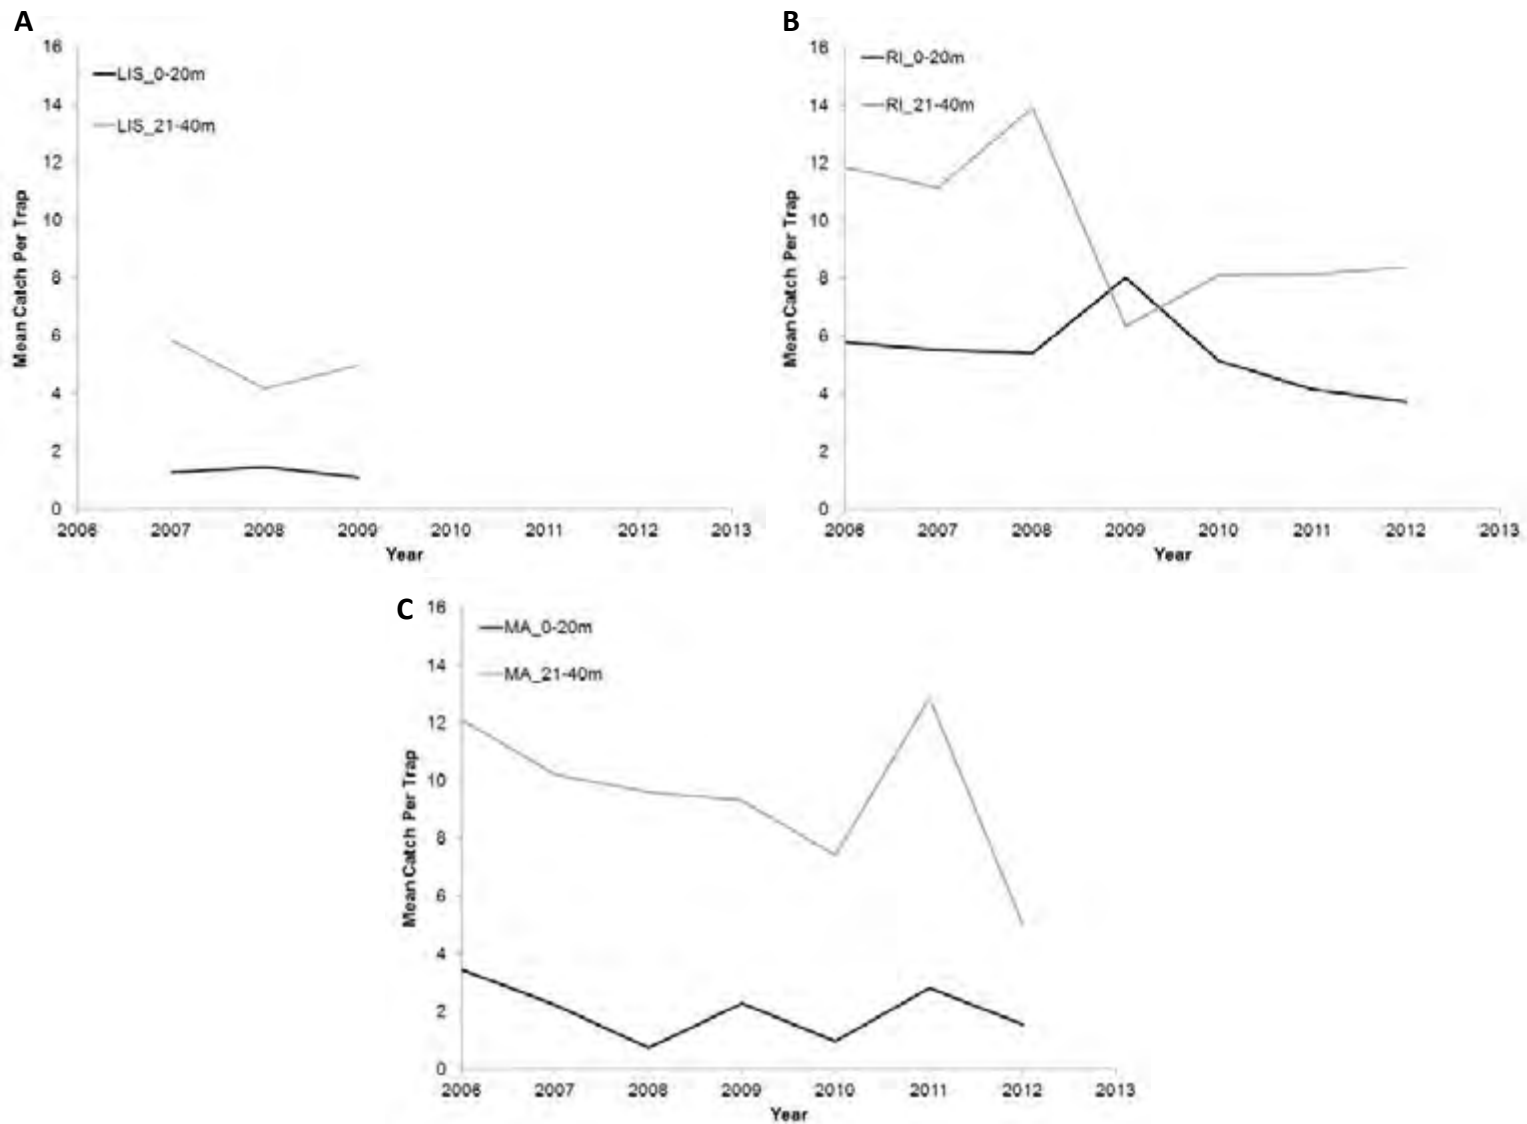 A
16
14
12
10
8
6
4
2
0
Mean Catch Per Trap
LIS_0-20m
LIS_21-40m
2006 2007 2008 2009 2010 2011 2012 2013
Year
B
16
14
12
10
8
6
4
2
0
Mean Catch Per Trap
RI_0-20m
RI_21-40m
2006 2007 2008 2009 2010 2011 2012 2013
Year
C
16
14
12
10
8
6
4
2
0
Mean Catch Per Trap
MA_0-20m
MA_21-40m
2006 2007 2008 2009 2010 2011 2012 2013
Year